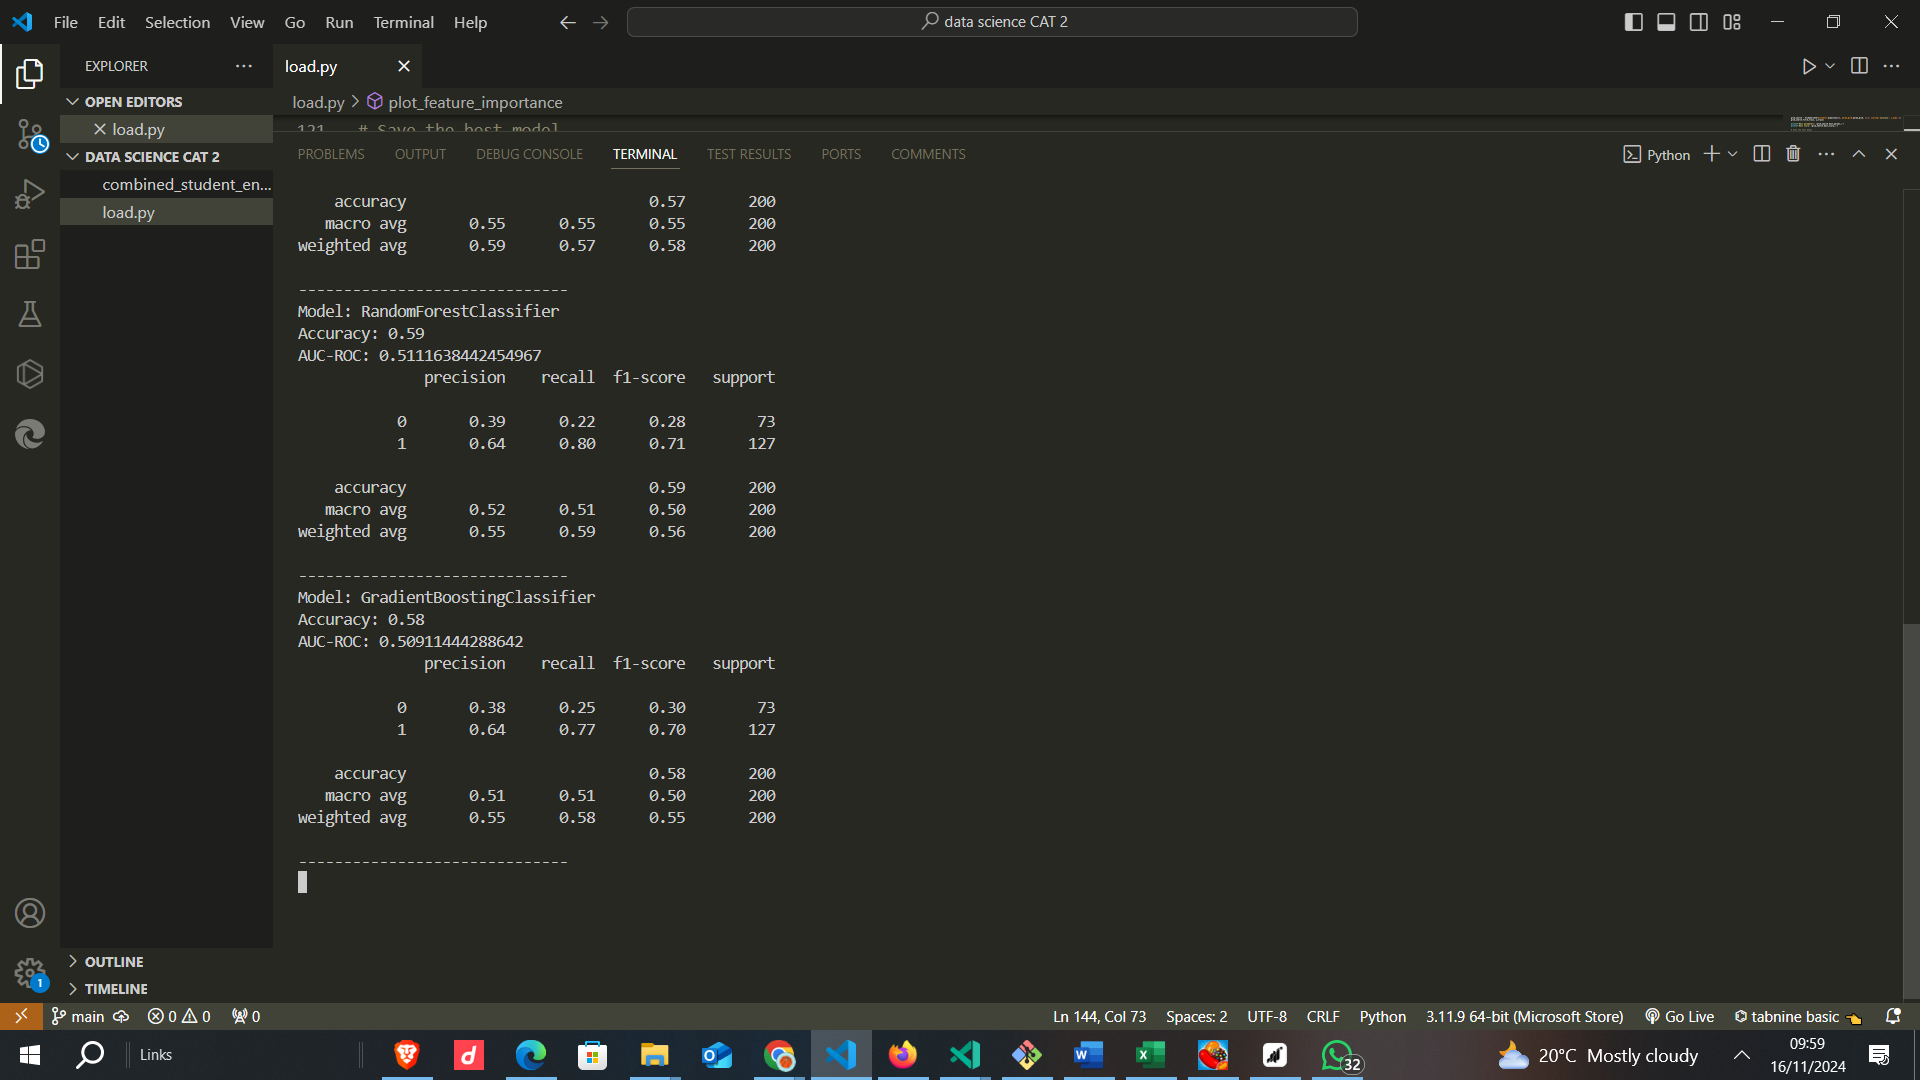 File Edit Selection View Go Run Terminal Help
data science CAT 2
EXPLORER
OPEN EDITORS
load.py
DATA SCIENCE CAT 2
combined_student_en...
load.py
OUTLINE
TIMELINE
load.py
load.py > plot_feature_importance
121 # Save the best model
PROBLEMS OUTPUT DEBUG CONSOLE TERMINAL TEST RESULTS PORTS COMMENTS
Python
accuracy 0.57 200
macro avg 0.55 0.55 0.55 200
weighted avg 0.59 0.57 0.58 200
------------------------------
Model: RandomForestClassifier
Accuracy: 0.59
AUC-ROC: 0.5111638442454967
precision recall f1-score support
0 0.39 0.22 0.28 73
1 0.64 0.80 0.71 127
accuracy 0.59 200
macro avg 0.52 0.51 0.50 200
weighted avg 0.55 0.59 0.56 200
------------------------------
Model: GradientBoostingClassifier
Accuracy: 0.58
AUC-ROC: 0.50911444288642
precision recall f1-score support
0 0.38 0.25 0.30 73
1 0.64 0.77 0.70 127
accuracy 0.58 200
macro avg 0.51 0.51 0.50 200
weighted avg 0.55 0.58 0.55 200
------------------------------
1
main 0 0 0
Ln 144, Col 73 Spaces: 2 UTF-8 CRLF Python 3.11.9 64-bit (Microsoft Store) Go Live tabnine basic
Links
32
20°C Mostly cloudy
09:59
16/11/2024